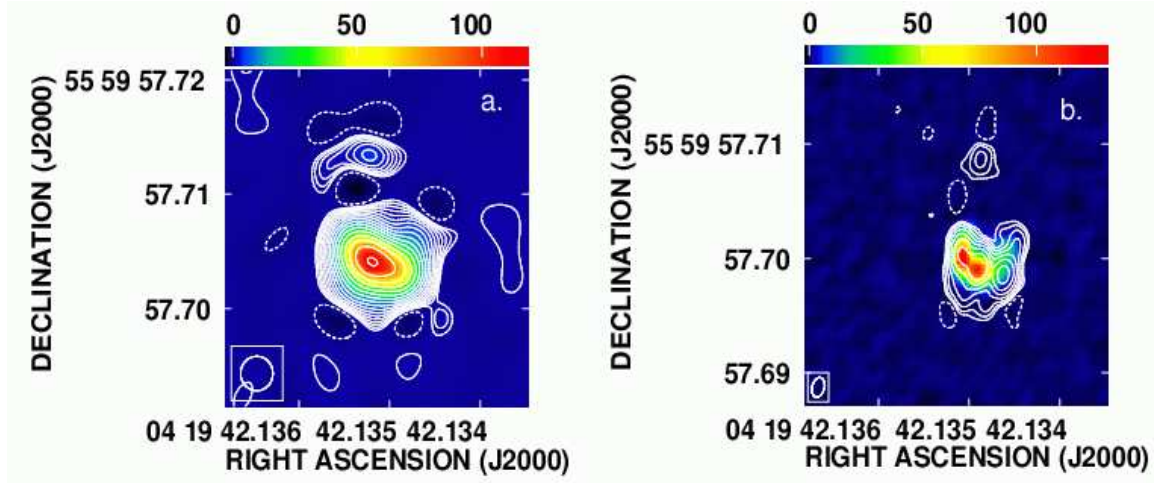 0 50 100
a.
DECLINATION (J2000)
55 59 57.72
57.71
57.70
04 19 42.136 42.135 42.134
RIGHT ASCENSION (J2000)
0 50 100
b.
DECLINATION (J2000)
55 59 57.71
57.70
57.69
04 19 42.136 42.135 42.134
RIGHT ASCENSION (J2000)